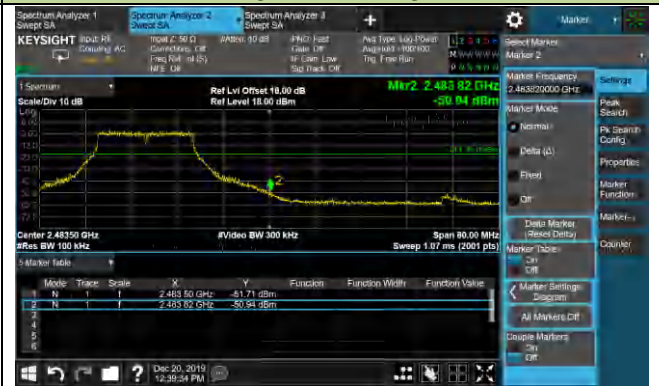 Spectrum Analyzer 1
Swept SA
Spectrum Analyzer 2
Swept SA
Spectrum Analyzer 3
Swept SA
+
Marker
KEYSIGHT
Input: RF
Coupling: AC
Input Z: 50 Ω
Corrections: Off
Freq Ref: Int (S)
NFE: Off
#Atten: 10 dB
PNO: Fast
Gate: Off
IF Gain: Low
Sig Track: Off
Avg Type: Log-Power
Avg|Hold: >100/100
Trig: Free Run
Select Marker
Marker 2
Marker Frequency
2.483820000 GHz
Settings
1 Spectrum
Scale/Div 10 dB
Log
Ref Lvl Offset 18.00 dB
Ref Level 18.00 dBm
Mkr2 2.483 82 GHz
-50.94 dBm
Marker Mode
Normal
Delta (Δ)
Fixed
Off
Peak
Search
Pk Search
Config
Properties
Marker
Function
Marker→
Counter
2
Center 2.48350 GHz
#Res BW 100 kHz
#Video BW 300 kHz
Span 80.00 MHz
Sweep 1.07 ms (2001 pts)
Delta Marker
(Reset Delta)
Marker Table
On
Off
5 Marker Table
Mode Trace Scale X Y Function Function Width Function Value
1 N 1 f 2.483 50 GHz -51.71 dBm
2 N 1 f 2.483 82 GHz -50.94 dBm
3
4
5
6
Marker Settings
Diagram
All Markers Off
Couple Markers
On
Off
?
Dec 20, 2019
12:39:34 PM